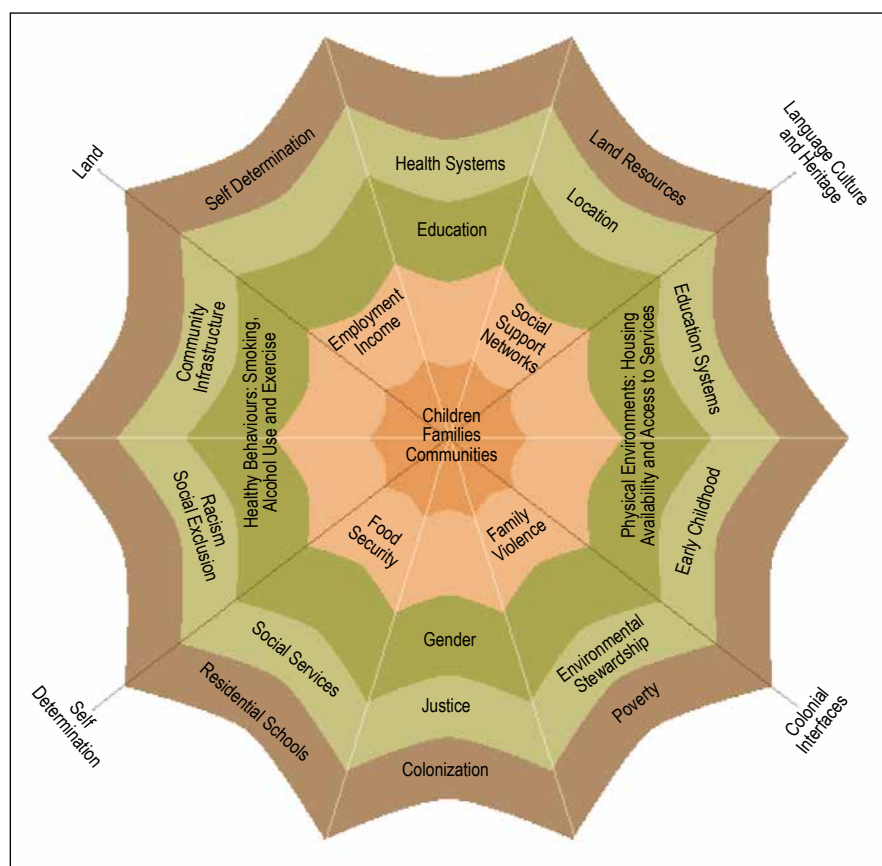 Land
Self Determination
Health Systems
Land Resources
Language Culture
and Heritage
Education
Location
Community
Infrastructure
Healthy Behaviours: Smoking,
Alcohol Use and Exercise
Employment
Income
Social
Support
Networks
Physical Environments: Housing
Availability and Access to Services
Education Systems
Children
Families
Communities
Racism
Social Exclusion
Food
Security
Family
Violence
Early Childhood
Social Services
Gender
Environmental
Stewardship
Self
Determination
Residential Schools
Justice
Poverty
Colonial
Interfaces
Colonization